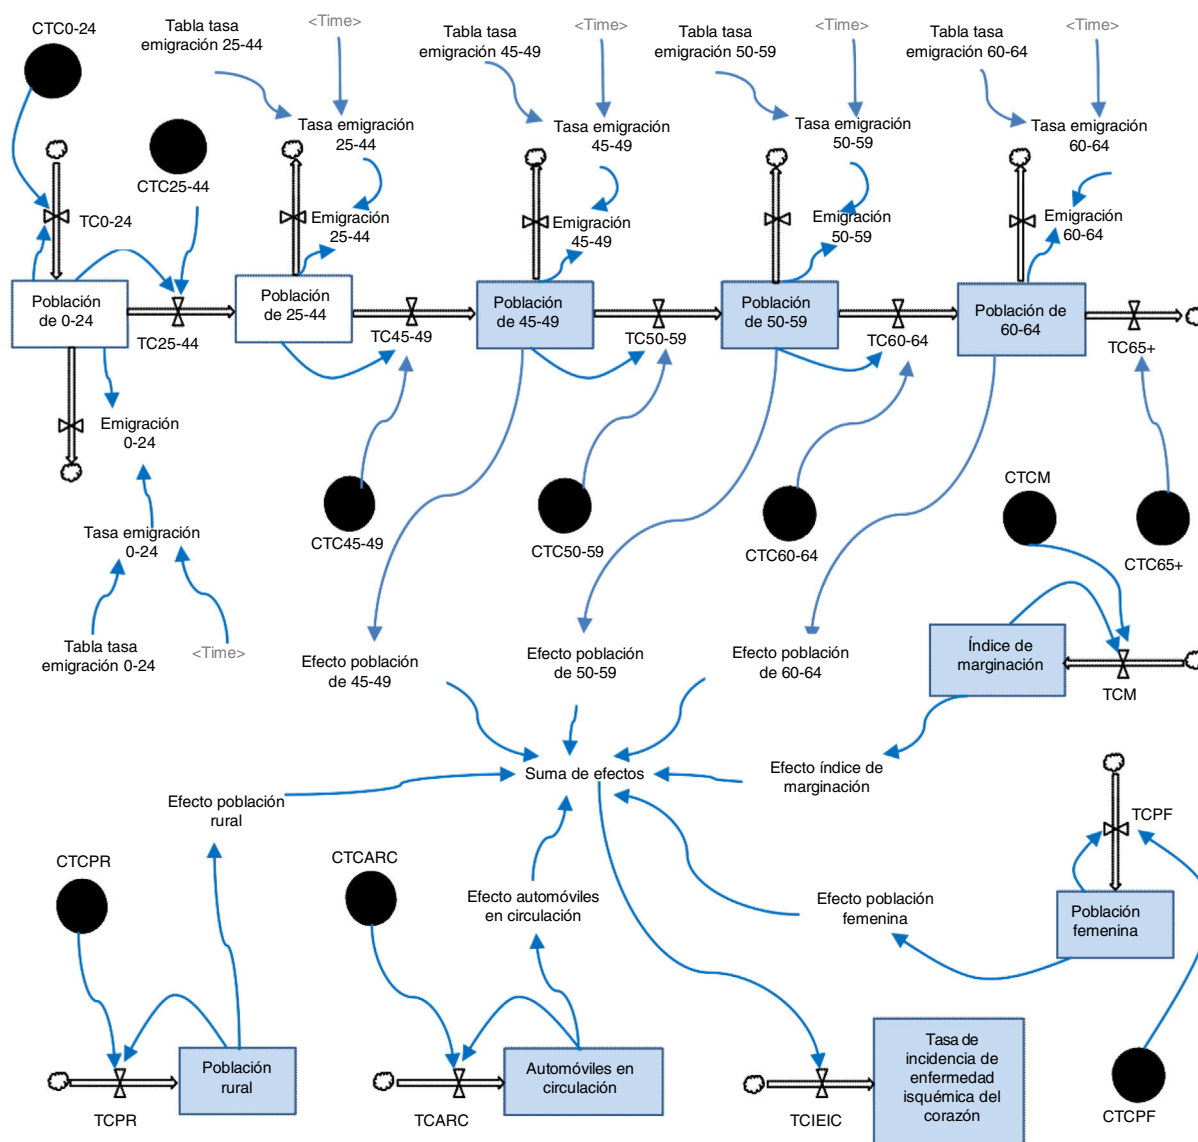 CTC0-24
Tabla tasa
emigración 25-44
<Time>
Tabla tasa
emigración 45-49
<Time>
Tabla tasa
emigración 50-59
<Time>
Tabla tasa
emigración 60-64
<Time>
Tasa emigración
25-44
Tasa emigración
45-49
Tasa emigración
50-59
Tasa emigración
60-64
CTC25-44
TC0-24
Emigración
25-44
Emigración
45-49
Emigración
50-59
Emigración
60-64
Población
de 0-24
Población
de 25-44
Población
de 45-49
Población
de 50-59
Población de
60-64
TC25-44
TC45-49
TC50-59
TC60-64
TC65+
Emigración
0-24
Tasa emigración
0-24
Tabla tasa
emigración 0-24
<Time>
CTC45-49
CTC50-59
CTC60-64
CTCM
CTC65+
Efecto población
de 45-49
Efecto población
de 50-59
Efecto población
de 60-64
Índice de
marginación
TCM
Suma de efectos
Efecto índice de
marginación
Efecto población
rural
TCPF
CTCPR
CTCARC
Efecto automóviles
en circulación
Efecto población
femenina
Población
femenina
Población
rural
TCPR
Automóviles en
circulación
TCARC
TCIEIC
Tasa de
incidencia de
enfermedad
isquémica del
corazón
CTCPF